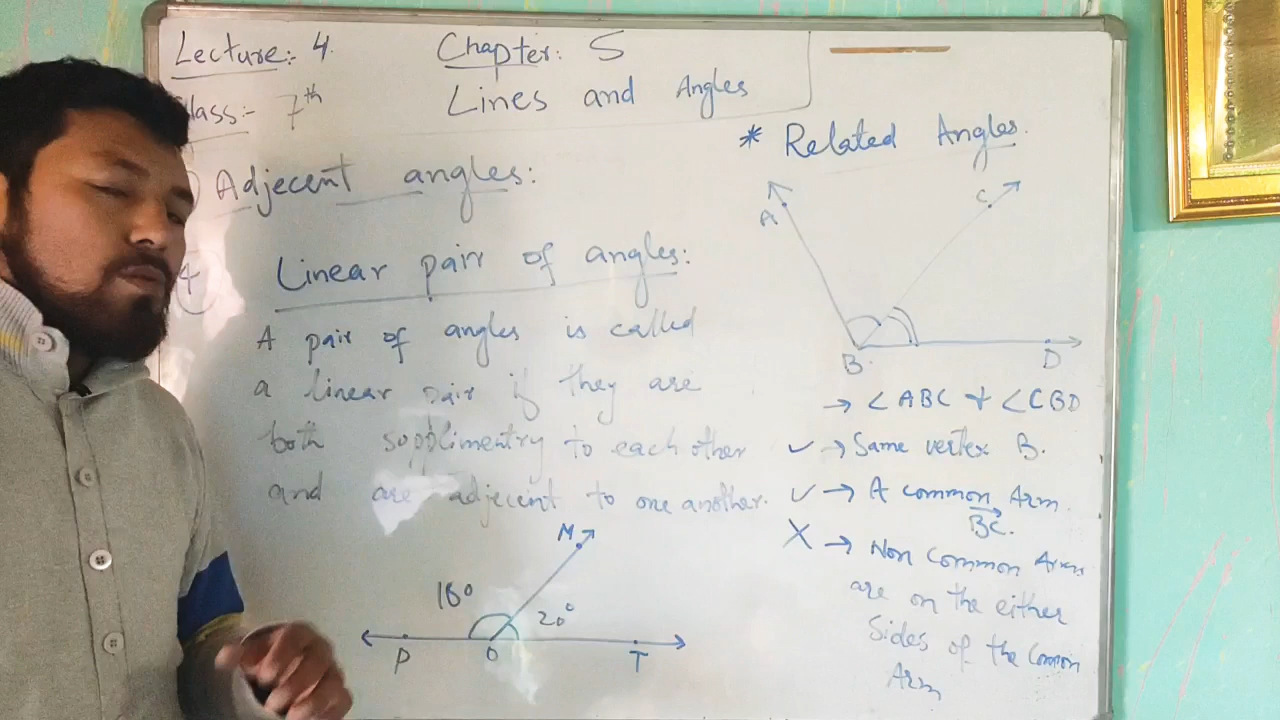 Lecture:- 4
Chapter: 5
Class:- 7th
Lines and Angles
* Related Angles.
) Adjecent angles:
4 Linear pair of angles:
A pair of angles is called
a linear pair if they are
both supplimentry to each other
and are adjecent to one another.
A
C
B
D
→ ∠ABC + ∠CBD
✓ → Same vertex B.
✓ → A common Arm
BC.
X → Non Common Arms
are on the either
Sides of the Common
Arm
M
160
20°
P
O
T